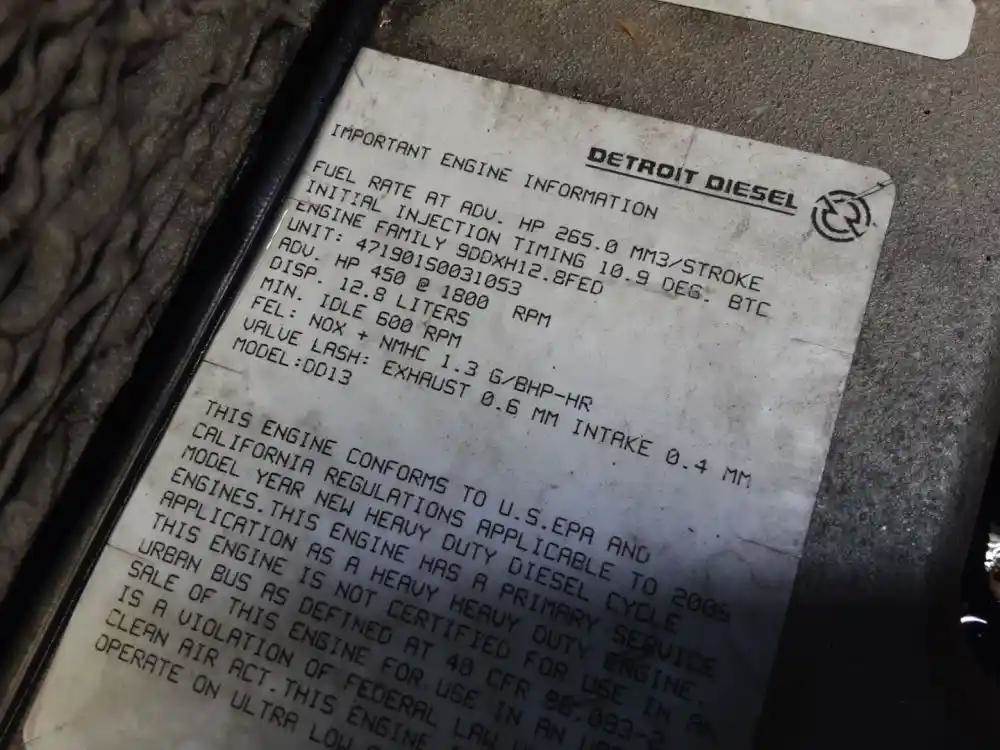 DETROIT DIESEL
IMPORTANT ENGINE INFORMATION
FUEL RATE AT ADV. HP 265.0 MM3/STROKE
INITIAL INJECTION TIMING 10.9 DEG. BTC
ENGINE FAMILY 9DDXH12.8FED
UNIT: 471901S0031053
ADV. HP 450 @ 1800 RPM
DISP. 12.8 LITERS
MIN. IDLE 600 RPM
FEL: NOX + NMHC 1.3 G/BHP-HR
VALVE LASH: EXHAUST 0.6 MM INTAKE 0.4 MM
MODEL:DD13
THIS ENGINE CONFORMS TO U.S.EPA AND
CALIFORNIA REGULATIONS APPLICABLE TO 2006
MODEL YEAR NEW HEAVY DUTY DIESEL CYCLE
ENGINES.THIS ENGINE HAS A PRIMARY SERVICE
APPLICATION AS A HEAVY HEAVY DUTY ENGINE.
THIS ENGINE IS NOT CERTIFIED FOR USE IN AN
URBAN BUS AS DEFINED AT 40 CFR 86.093-2
SALE OF THIS ENGINE FOR USE IN AN
IS A VIOLATION OF FEDERAL LAW
CLEAN AIR ACT.THIS ENGINE
OPERATE ON ULTRA LOW